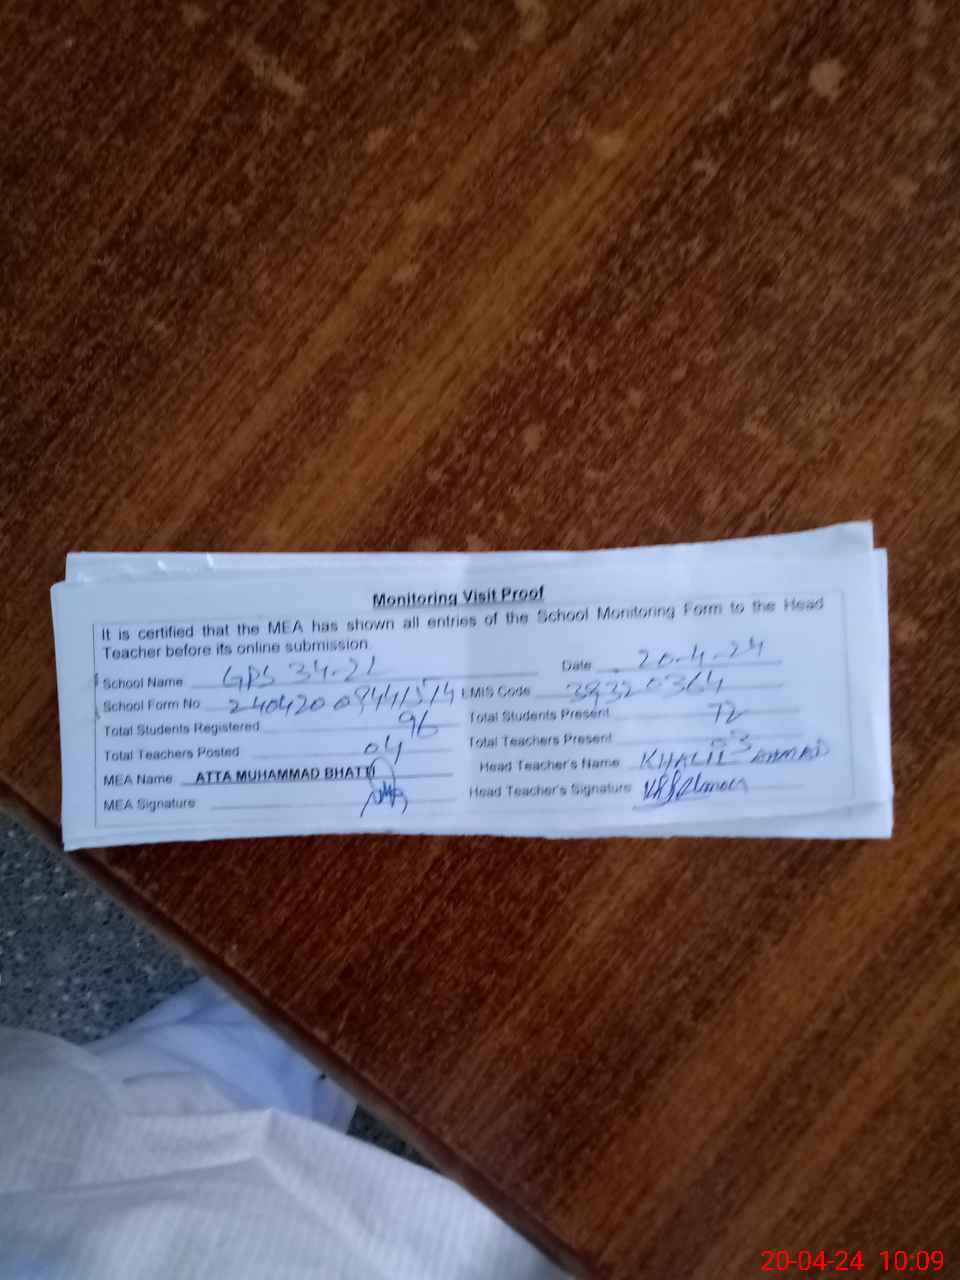 Monitoring Visit Proof
It is certified that the MEA has shown all entries of the School Monitoring Form to the Head
Teacher before its online submission.
School Name GPS 34-2L Date 20-4-24
School Form No EMIS Code 39320364
Total Students Registered 96 Total Students Present 72
Total Teachers Posted 04 Total Teachers Present 03
MEA Name ATTA MUHAMMAD BHATTI Head Teacher's Name KHALIL AHMAD
MEA Signature Head Teacher's Signature
20-04-24 10:09